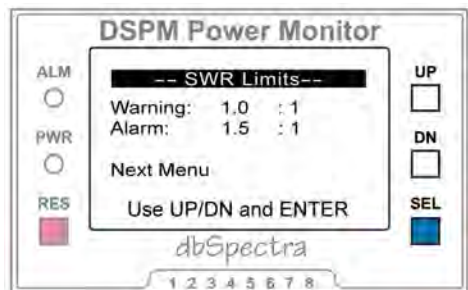 DSPM Power Monitor
ALM
PWR
RES
-- SWR Limits--
Warning: 1.0 : 1
Alarm: 1.5 : 1
Next Menu
Use UP/DN and ENTER
UP
DN
SEL
dbSpectra
1 2 3 4 5 6 7 8